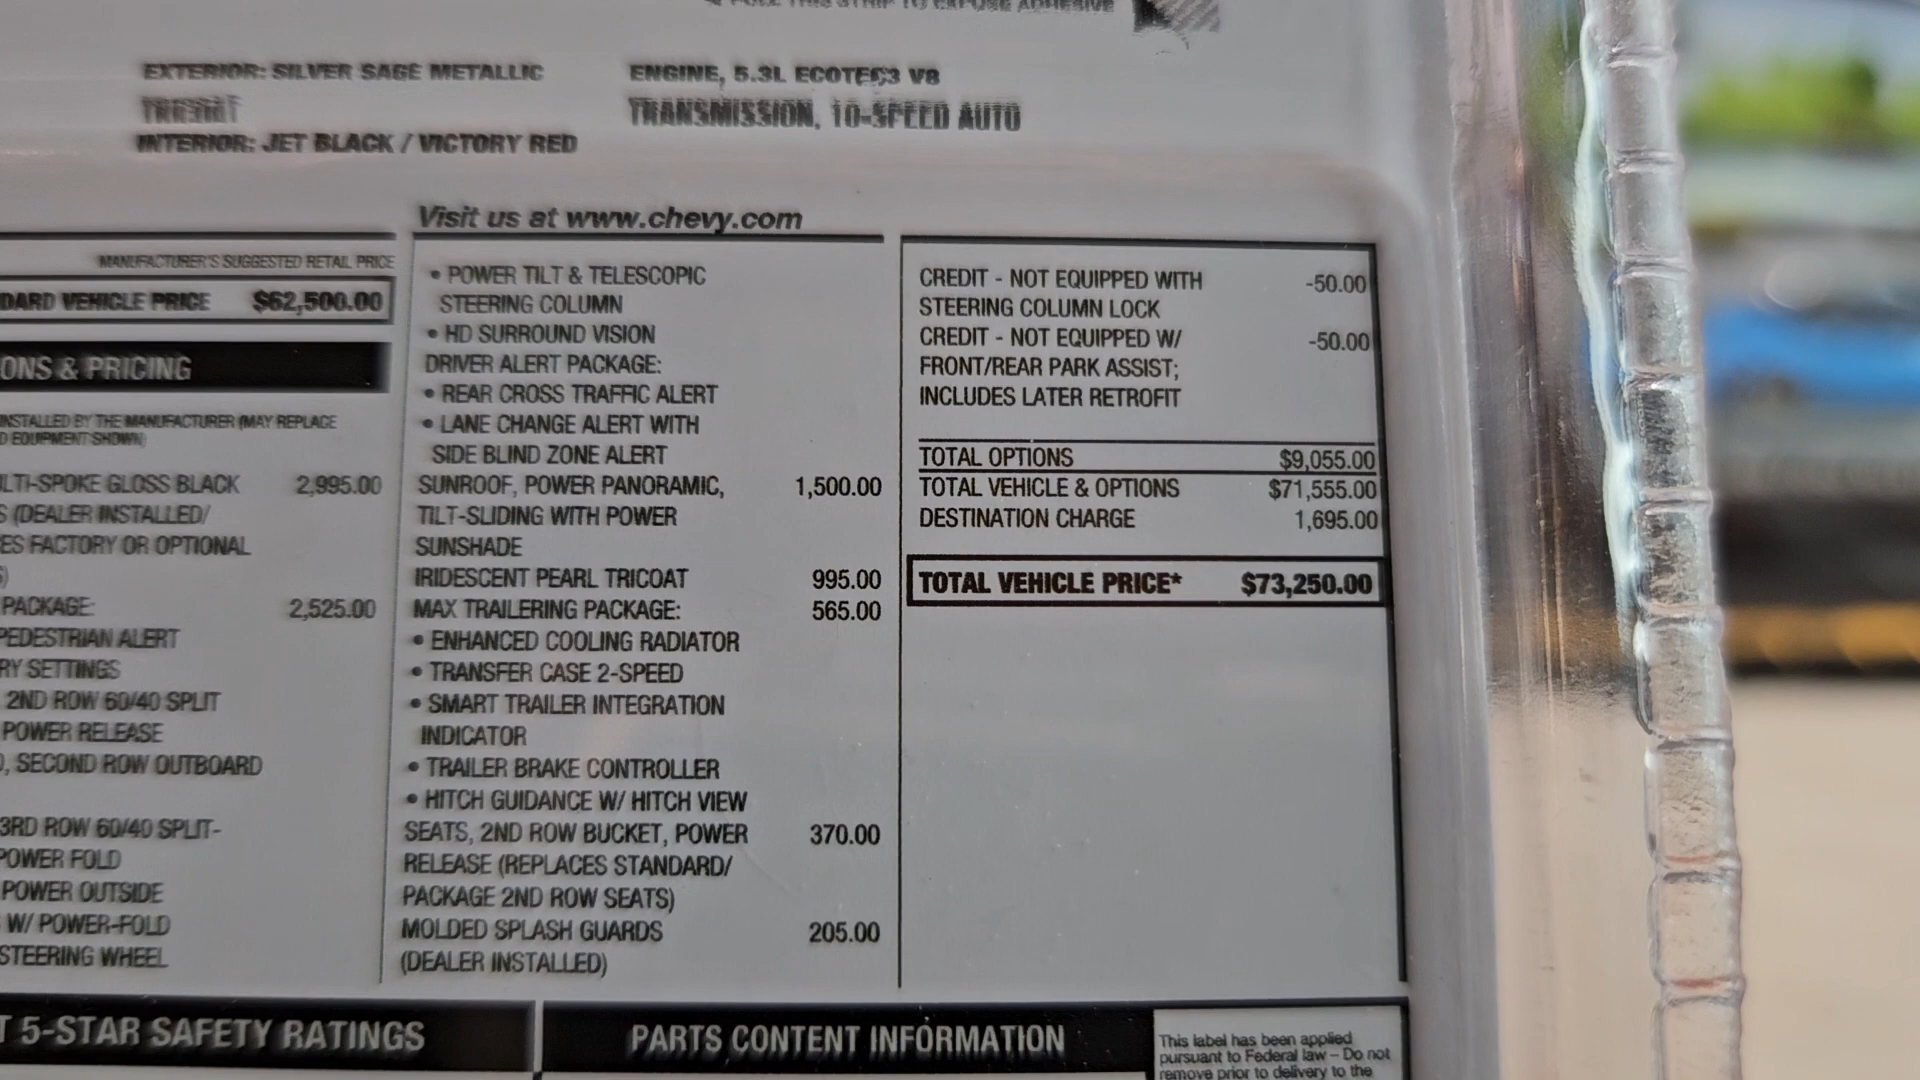 PULL THIS STRIP TO EXPOSE ADHESIVE
EXTERIOR: SILVER SAGE METALLIC
INTERIOR: JET BLACK / VICTORY RED
ENGINE, 5.3L ECOTEC3 V8
TRANSMISSION, 10-SPEED AUTO
Visit us at www.chevy.com
MANUFACTURER'S SUGGESTED RETAIL PRICE
DARD VEHICLE PRICE $62,500.00
ONS & PRICING
INSTALLED BY THE MANUFACTURER (MAY REPLACE
D EQUIPMENT SHOWN)
LTI-SPOKE GLOSS BLACK 2,995.00
S (DEALER INSTALLED/
ES FACTORY OR OPTIONAL
PACKAGE: 2,525.00
PEDESTRIAN ALERT
RY SETTINGS
2ND ROW 60/40 SPLIT
POWER RELEASE
, SECOND ROW OUTBOARD
3RD ROW 60/40 SPLIT-
POWER FOLD
POWER OUTSIDE
W/ POWER-FOLD
STEERING WHEEL
• POWER TILT & TELESCOPIC
STEERING COLUMN
• HD SURROUND VISION
DRIVER ALERT PACKAGE:
• REAR CROSS TRAFFIC ALERT
• LANE CHANGE ALERT WITH
SIDE BLIND ZONE ALERT
SUNROOF, POWER PANORAMIC, 1,500.00
TILT-SLIDING WITH POWER
SUNSHADE
IRIDESCENT PEARL TRICOAT 995.00
MAX TRAILERING PACKAGE: 565.00
• ENHANCED COOLING RADIATOR
• TRANSFER CASE 2-SPEED
• SMART TRAILER INTEGRATION
INDICATOR
• TRAILER BRAKE CONTROLLER
• HITCH GUIDANCE W/ HITCH VIEW
SEATS, 2ND ROW BUCKET, POWER 370.00
RELEASE (REPLACES STANDARD/
PACKAGE 2ND ROW SEATS)
MOLDED SPLASH GUARDS 205.00
(DEALER INSTALLED)
CREDIT - NOT EQUIPPED WITH -50.00
STEERING COLUMN LOCK
CREDIT - NOT EQUIPPED W/ -50.00
FRONT/REAR PARK ASSIST;
INCLUDES LATER RETROFIT
TOTAL OPTIONS $9,055.00
TOTAL VEHICLE & OPTIONS $71,555.00
DESTINATION CHARGE 1,695.00
TOTAL VEHICLE PRICE* $73,250.00
T 5-STAR SAFETY RATINGS
PARTS CONTENT INFORMATION
This label has been applied
pursuant to Federal law – Do not
remove prior to delivery to the